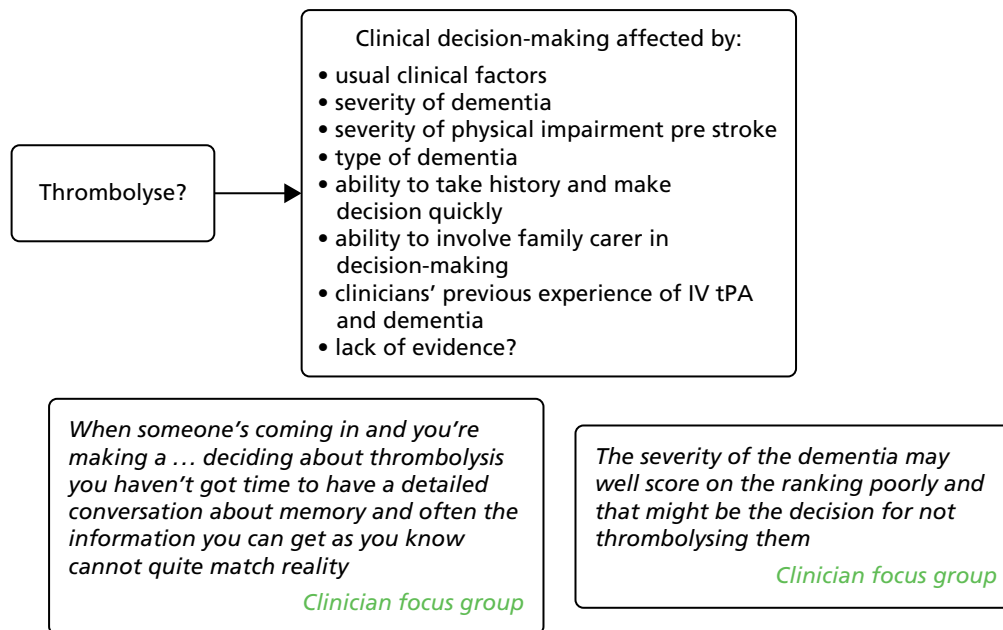 Thrombolyse?
Clinical decision-making affected by:
• usual clinical factors
• severity of dementia
• severity of physical impairment pre stroke
• type of dementia
• ability to take history and make
decision quickly
• ability to involve family carer in
decision-making
• clinicians’ previous experience of IV tPA
and dementia
• lack of evidence?
When someone’s coming in and you’re
making a … deciding about thrombolysis
you haven’t got time to have a detailed
conversation about memory and often the
information you can get as you know
cannot quite match reality
Clinician focus group
The severity of the dementia may
well score on the ranking poorly and
that might be the decision for not
thrombolysing them
Clinician focus group